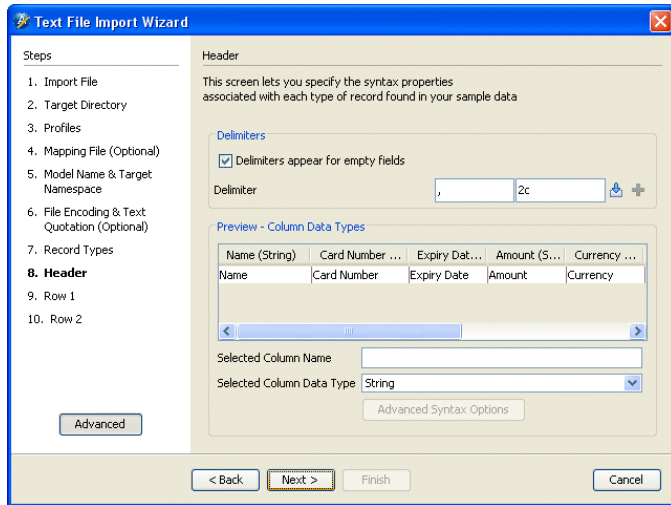 Text File Import Wizard
Steps
1. Import File
2. Target Directory
3. Profiles
4. Mapping File (Optional)
5. Model Name & Target
Namespace
6. File Encoding & Text
Quotation (Optional)
7. Record Types
8. Header
9. Row 1
10. Row 2
Advanced
Header
This screen lets you specify the syntax properties
associated with each type of record found in your sample data
Delimiters
Delimiters appear for empty fields
Delimiter , 2c
Preview - Column Data Types
Name (String) Card Number ... Expiry Dat... Amount (S... Currency ...
Name Card Number Expiry Date Amount Currency
Selected Column Name
Selected Column Data Type String
Advanced Syntax Options
< Back Next > Finish Cancel